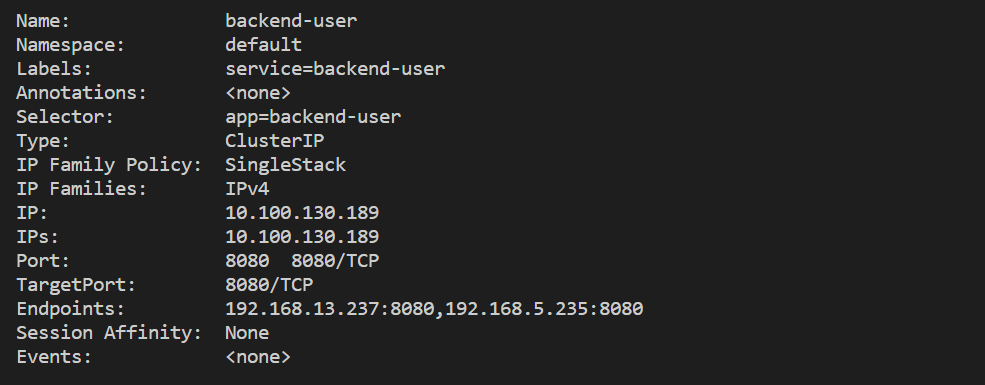 Name:              backend-user
Namespace:         default
Labels:            service=backend-user
Annotations:       <none>
Selector:          app=backend-user
Type:              ClusterIP
IP Family Policy:  SingleStack
IP Families:       IPv4
IP:                10.100.130.189
IPs:               10.100.130.189
Port:              8080  8080/TCP
TargetPort:        8080/TCP
Endpoints:         192.168.13.237:8080,192.168.5.235:8080
Session Affinity:  None
Events:            <none>